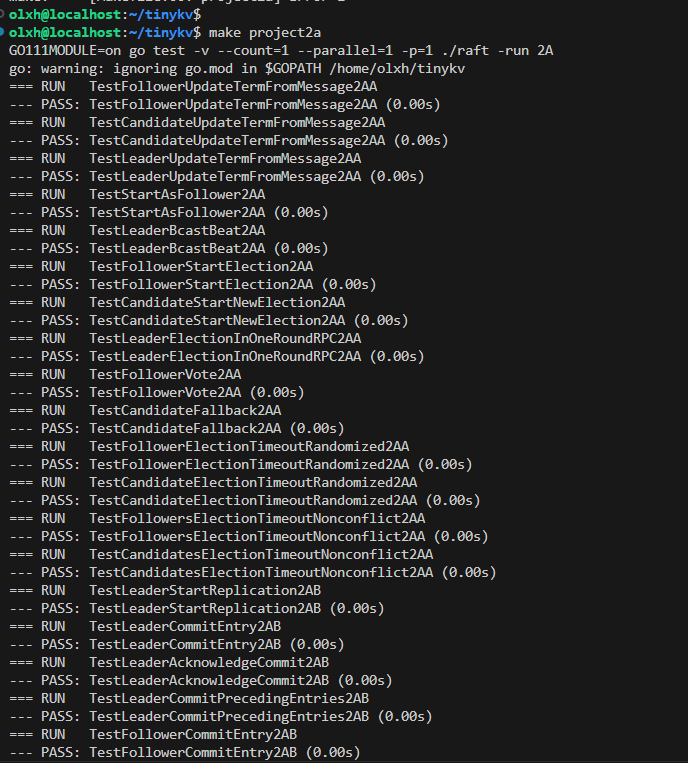 olxh@localhost:~/tinykv$
olxh@localhost:~/tinykv$ make project2a
GO111MODULE=on go test -v --count=1 --parallel=1 -p=1 ./raft -run 2A
go: warning: ignoring go.mod in $GOPATH /home/olxh/tinykv
=== RUN   TestFollowerUpdateTermFromMessage2AA
--- PASS: TestFollowerUpdateTermFromMessage2AA (0.00s)
=== RUN   TestCandidateUpdateTermFromMessage2AA
--- PASS: TestCandidateUpdateTermFromMessage2AA (0.00s)
=== RUN   TestLeaderUpdateTermFromMessage2AA
--- PASS: TestLeaderUpdateTermFromMessage2AA (0.00s)
=== RUN   TestStartAsFollower2AA
--- PASS: TestStartAsFollower2AA (0.00s)
=== RUN   TestLeaderBcastBeat2AA
--- PASS: TestLeaderBcastBeat2AA (0.00s)
=== RUN   TestFollowerStartElection2AA
--- PASS: TestFollowerStartElection2AA (0.00s)
=== RUN   TestCandidateStartNewElection2AA
--- PASS: TestCandidateStartNewElection2AA (0.00s)
=== RUN   TestLeaderElectionInOneRoundRPC2AA
--- PASS: TestLeaderElectionInOneRoundRPC2AA (0.00s)
=== RUN   TestFollowerVote2AA
--- PASS: TestFollowerVote2AA (0.00s)
=== RUN   TestCandidateFallback2AA
--- PASS: TestCandidateFallback2AA (0.00s)
=== RUN   TestFollowerElectionTimeoutRandomized2AA
--- PASS: TestFollowerElectionTimeoutRandomized2AA (0.00s)
=== RUN   TestCandidateElectionTimeoutRandomized2AA
--- PASS: TestCandidateElectionTimeoutRandomized2AA (0.00s)
=== RUN   TestFollowersElectionTimeoutNonconflict2AA
--- PASS: TestFollowersElectionTimeoutNonconflict2AA (0.00s)
=== RUN   TestCandidatesElectionTimeoutNonconflict2AA
--- PASS: TestCandidatesElectionTimeoutNonconflict2AA (0.00s)
=== RUN   TestLeaderStartReplication2AB
--- PASS: TestLeaderStartReplication2AB (0.00s)
=== RUN   TestLeaderCommitEntry2AB
--- PASS: TestLeaderCommitEntry2AB (0.00s)
=== RUN   TestLeaderAcknowledgeCommit2AB
--- PASS: TestLeaderAcknowledgeCommit2AB (0.00s)
=== RUN   TestLeaderCommitPrecedingEntries2AB
--- PASS: TestLeaderCommitPrecedingEntries2AB (0.00s)
=== RUN   TestFollowerCommitEntry2AB
--- PASS: TestFollowerCommitEntry2AB (0.00s)